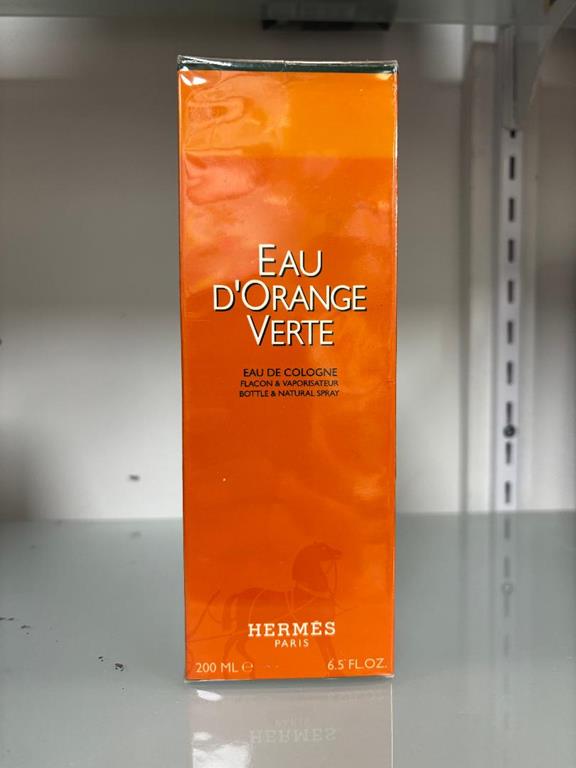 EAU
D'ORANGE
VERTE
EAU DE COLOGNE
FLACON & VAPORISATEUR
BOTTLE & NATURAL SPRAY
HERMÈS
PARIS
200 ML ℮ 6.5 FL.OZ.